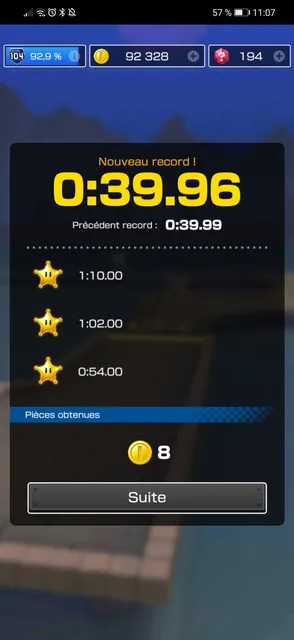 57 % 11:07
104 92,9 % i 92 328 + 194 +
Nouveau record !
0:39.96
Précédent record : 0:39.99
1:10.00
1:02.00
0:54.00
Pièces obtenues
8
Suite